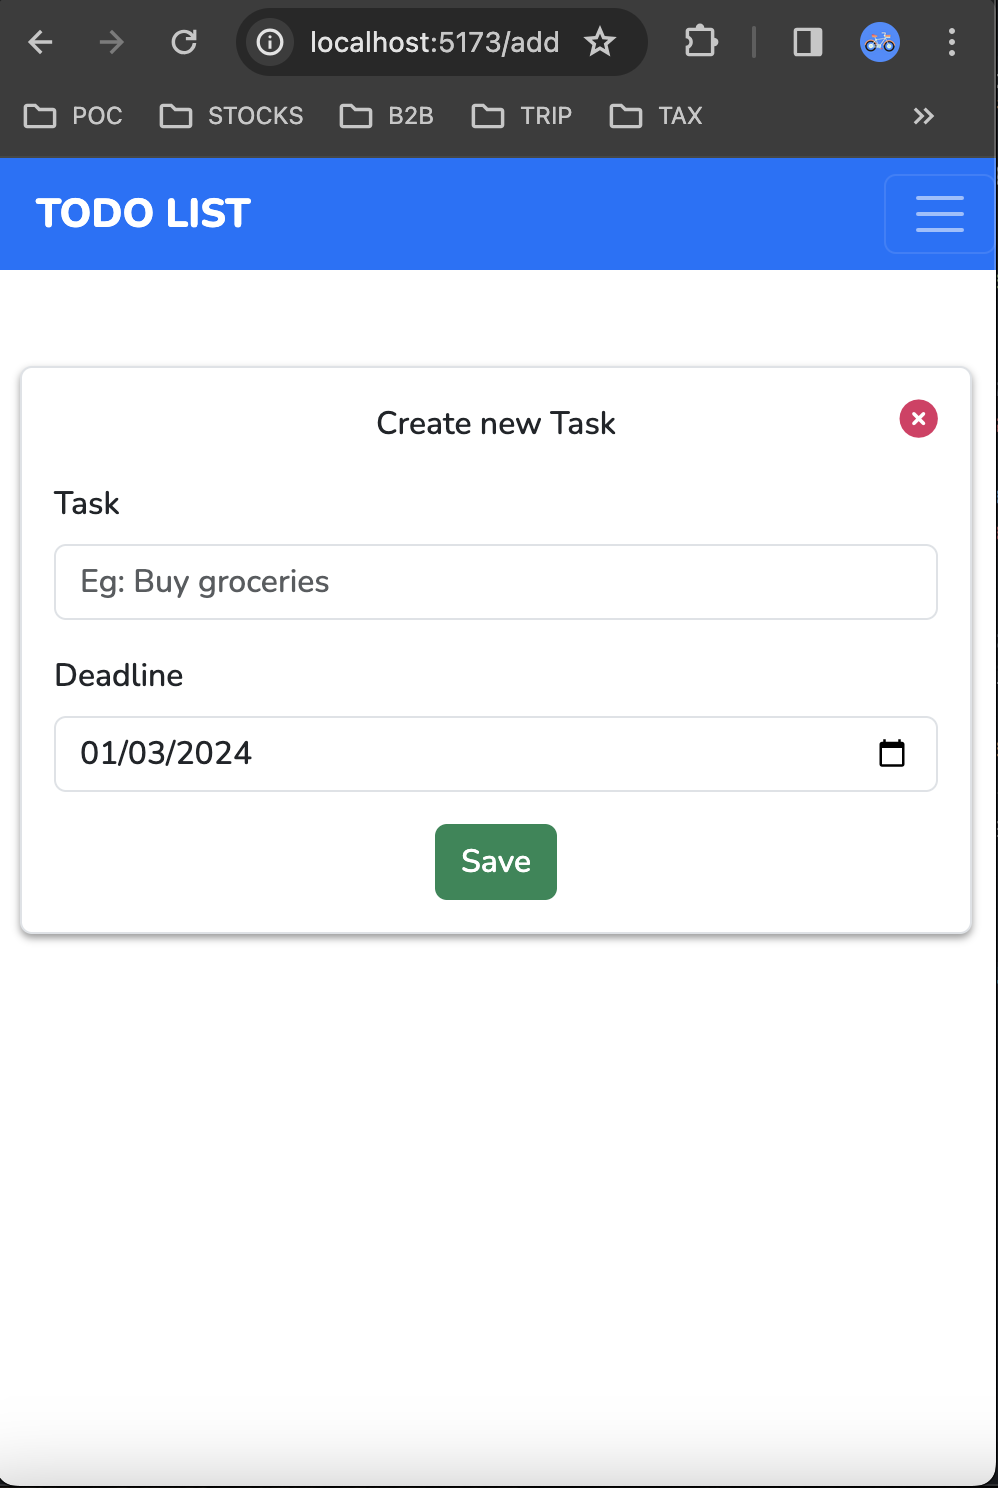 localhost:5173/add
POC STOCKS B2B TRIP TAX
TODO LIST
Create new Task
Task
Eg: Buy groceries
Deadline
01/03/2024
Save